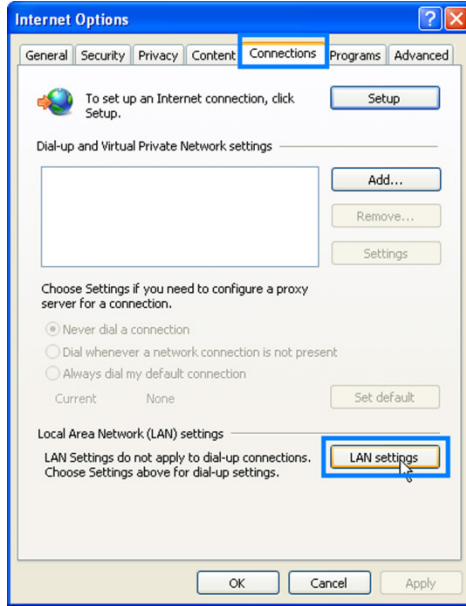 Internet Options
General Security Privacy Content Connections Programs Advanced
To set up an Internet connection, click Setup.
Setup
Dial-up and Virtual Private Network settings
Add...
Remove...
Settings
Choose Settings if you need to configure a proxy
server for a connection.
Never dial a connection
Dial whenever a network connection is not present
Always dial my default connection
Current None
Set default
Local Area Network (LAN) settings
LAN Settings do not apply to dial-up connections.
Choose Settings above for dial-up settings.
LAN settings
OK Cancel Apply